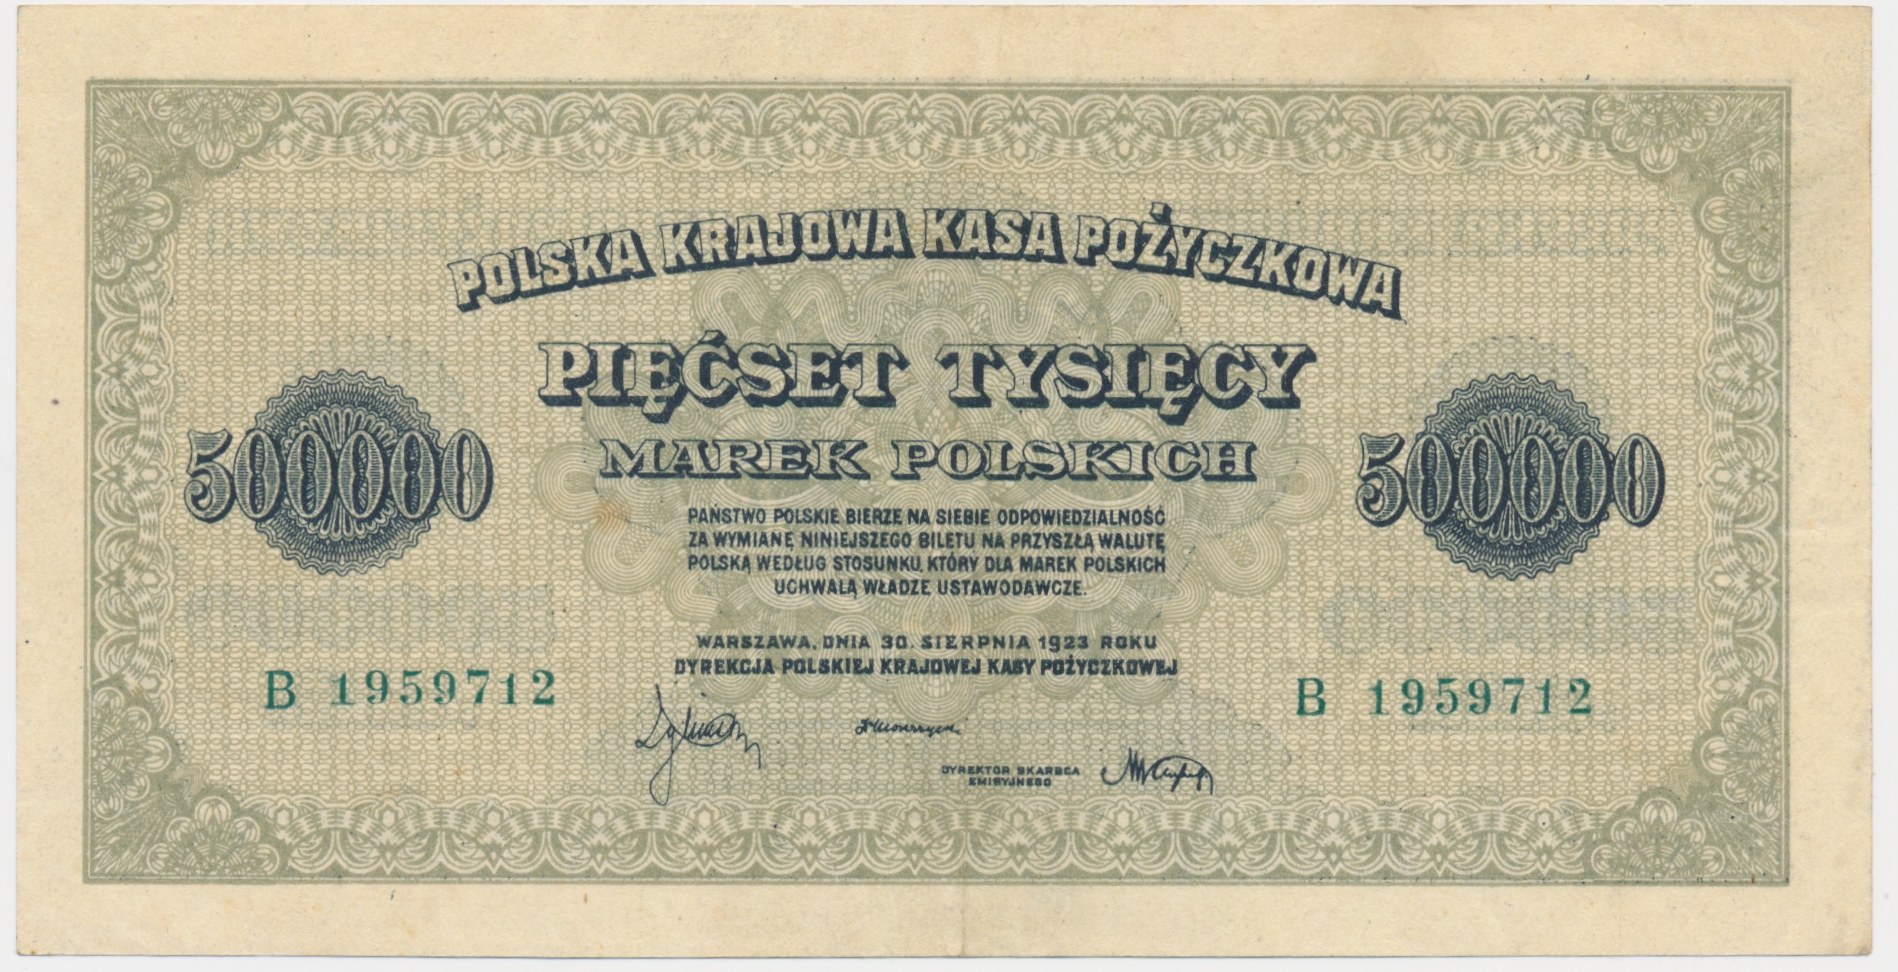 POLSKA KRAJOWA KASA POŻYCZKOWA
PIĘĆSET TYSIĘCY
MAREK POLSKICH
500000
500000
PAŃSTWO POLSKIE BIERZE NA SIEBIE ODPOWIEDZIALNOŚĆ
ZA WYMIANĘ NINIEJSZEGO BILETU NA PRZYSZŁĄ WALUTĘ
POLSKĄ WEDŁUG STOSUNKU, KTÓRY DLA MAREK POLSKICH
UCHWALĄ WŁADZE USTAWODAWCZE.
WARSZAWA, DNIA 30. SIERPNIA 1923 ROKU
DYREKCJA POLSKIEJ KRAJOWEJ KASY POŻYCZKOWEJ
B 1959712
B 1959712
DYREKTOR SKARBCA
EMISYJNEGO